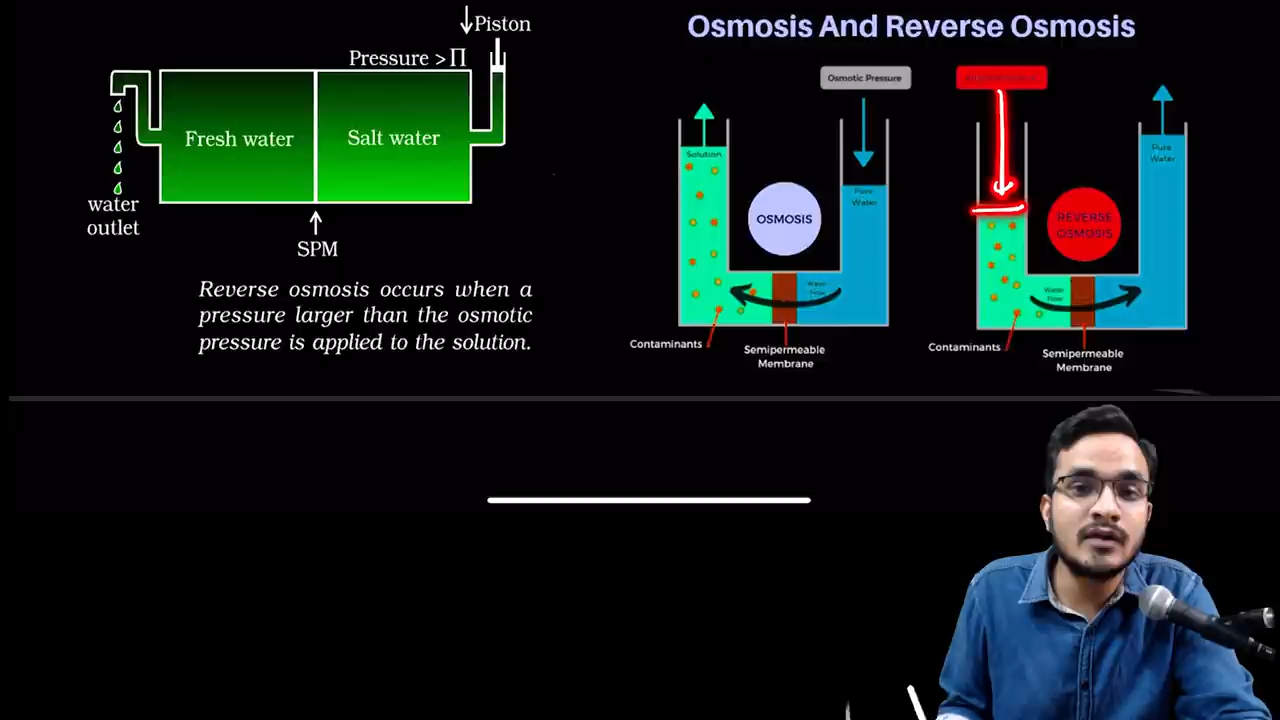 Piston
Pressure > Π
Fresh water
Salt water
water
outlet
SPM
Reverse osmosis occurs when a
pressure larger than the osmotic
pressure is applied to the solution.
Osmosis And Reverse Osmosis
Osmotic Pressure
Solution
Pure
Water
OSMOSIS
Water
Flow
Contaminants
Semipermeable
Membrane
Pure
Water
REVERSE
OSMOSIS
Water
Flow
Contaminants
Semipermeable
Membrane